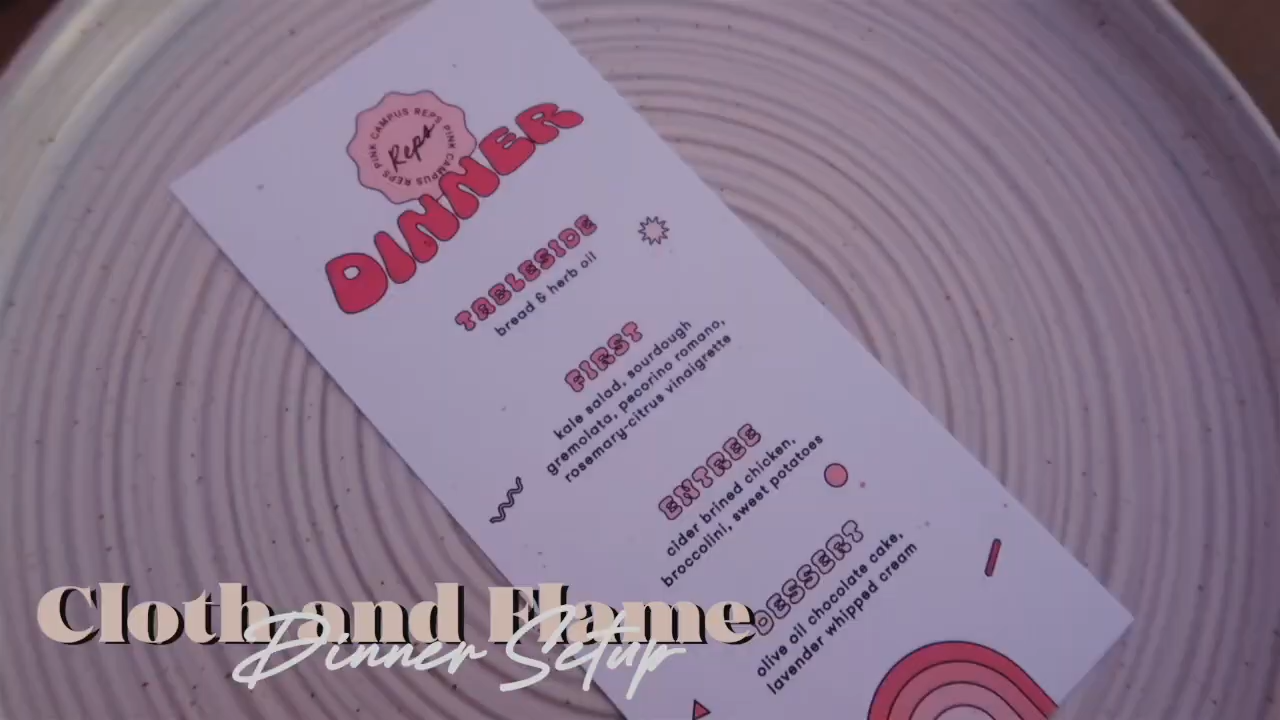 PINK CAMPUS REPS PINK CAMPUS REPS
Reps
DINNER
TABLESIDE
bread & herb oil
FIRST
kale salad, sourdough
gremolata, pecorino romano,
rosemary-citrus vinaigrette
ENTREE
cider brined chicken,
broccolini, sweet potatoes
DESSERT
olive oil chocolate cake,
lavender whipped cream
Cloth and Flame
Dinner Setup